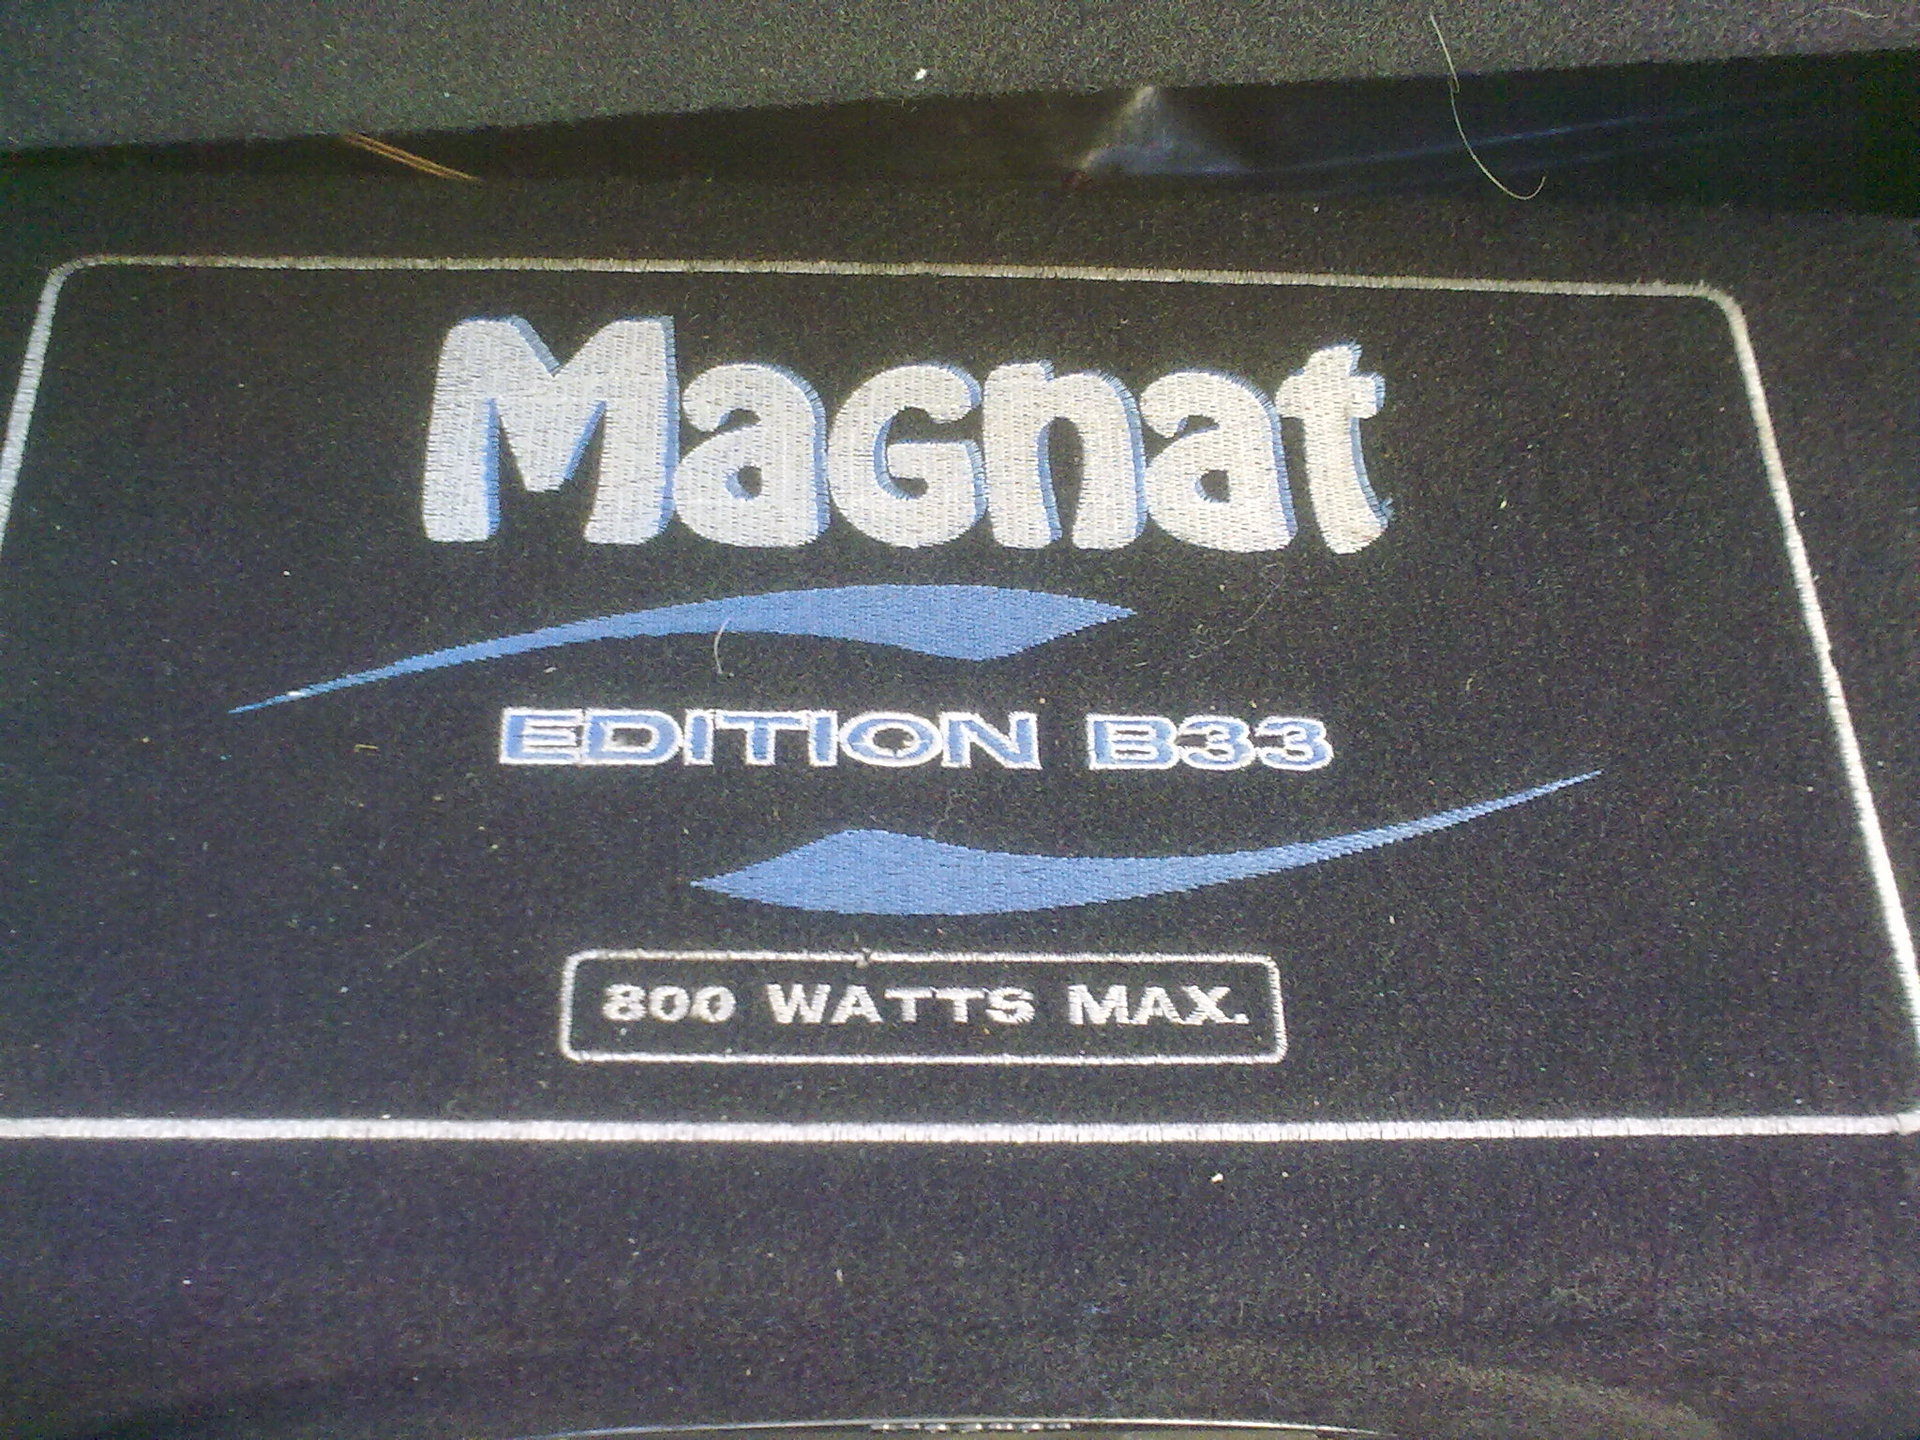 Magnat
EDITION B33
800 WATTS MAX.